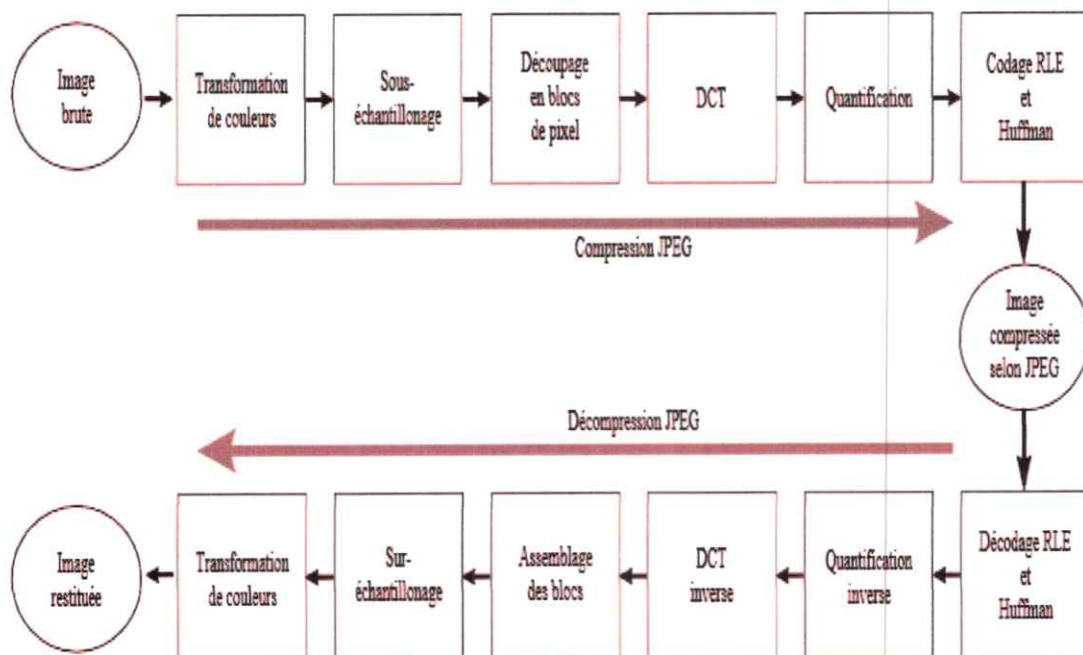 Image
brute
Transformation
de couleurs
Sous-
échantillonage
Découpage
en blocs
de pixel
DCT
Quantification
Codage RLE
et
Huffman
Compression JPEG
Image
compressée
selon JPEG
Décompression JPEG
Image
restituée
Transformation
de couleurs
Sur-
échantillonage
Assemblage
des blocs
DCT
inverse
Quantification
inverse
Décodage RLE
et
Huffman